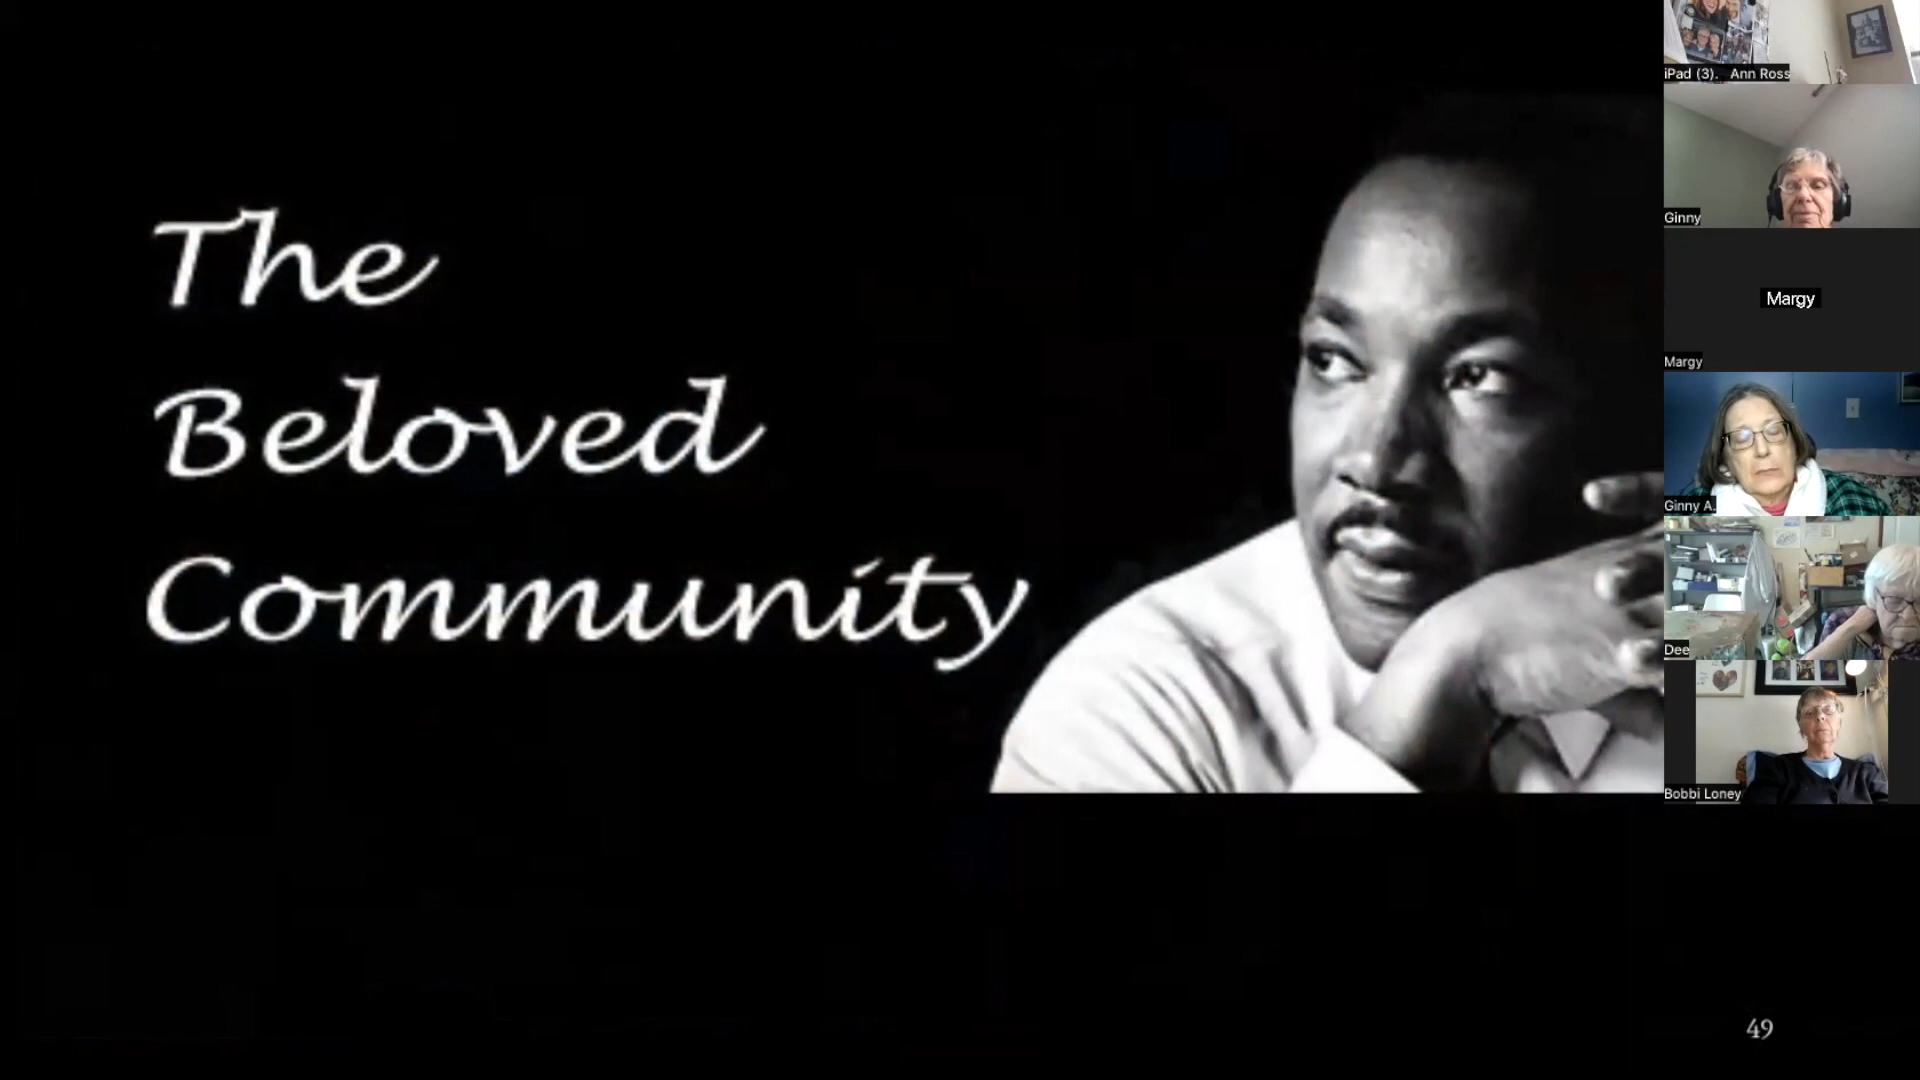 The
Beloved
Community
iPad (3). Ann Ross
Ginny
Margy
Margy
Ginny A.
Dee
Bobbi Loney
49